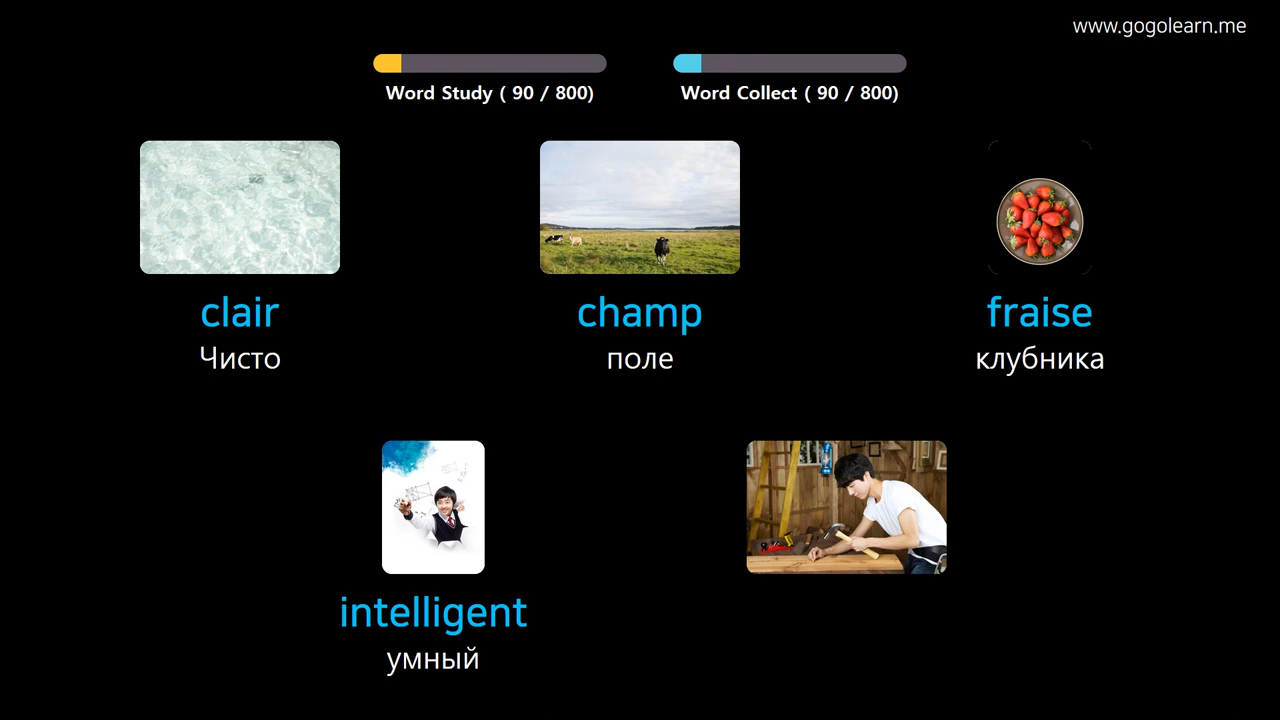 www.gogolearn.me
Word Study ( 90 / 800)
Word Collect ( 90 / 800)
clair
Чисто
champ
поле
fraise
клубника
intelligent
умный